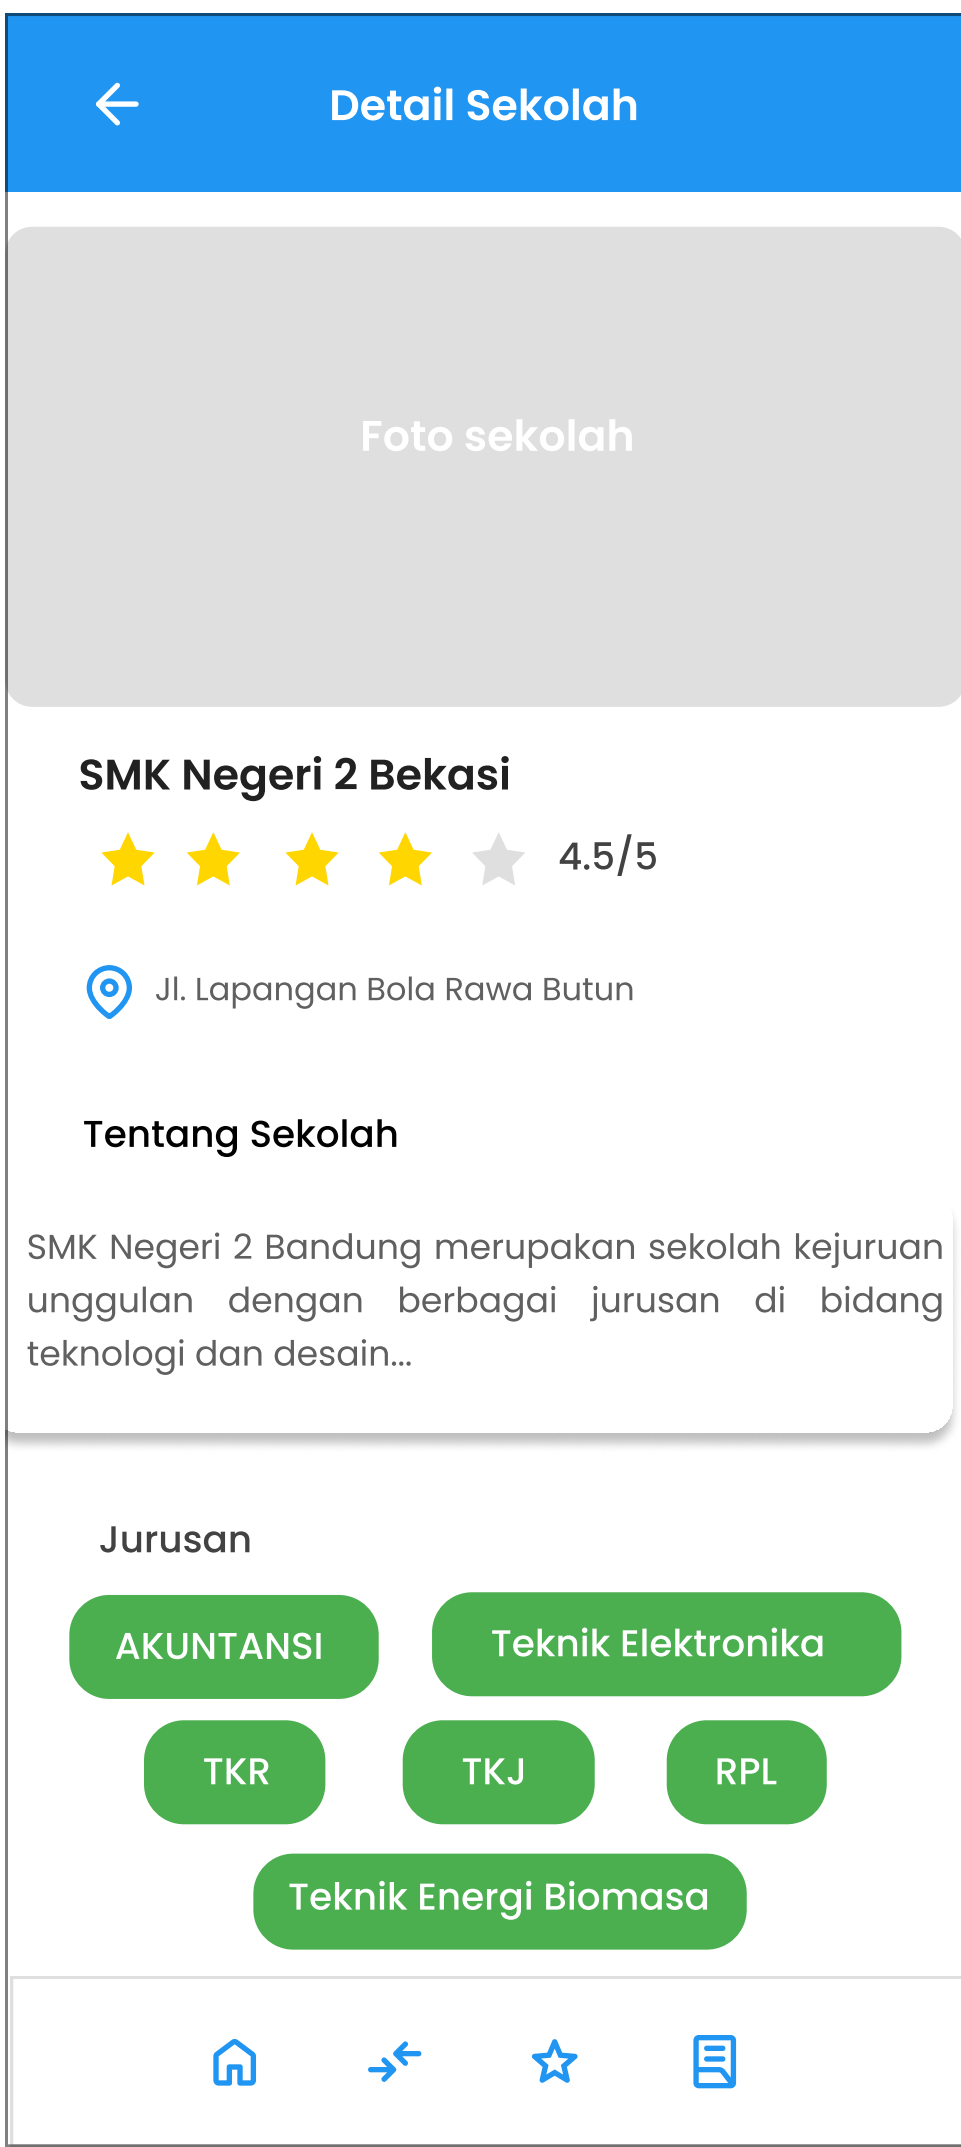 Detail Sekolah
Foto sekolah
SMK Negeri 2 Bekasi
4.5/5
Jl. Lapangan Bola Rawa Butun
Tentang Sekolah
SMK Negeri 2 Bandung merupakan sekolah kejuruan
unggulan dengan berbagai jurusan di bidang
teknologi dan desain...
Jurusan
AKUNTANSI
Teknik Elektronika
TKR
TKJ
RPL
Teknik Energi Biomasa